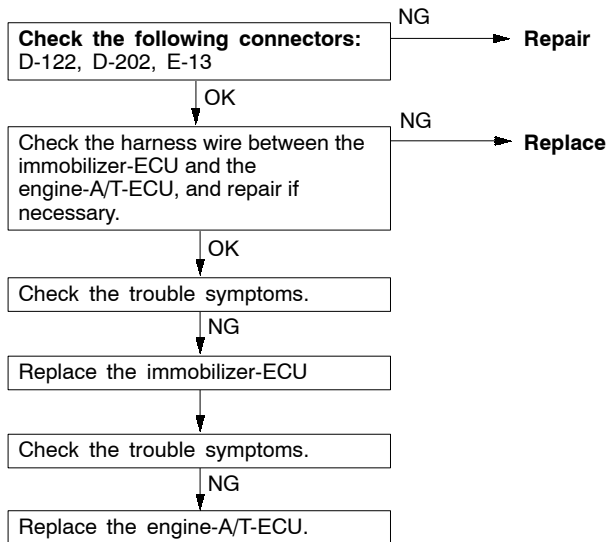 Check the following connectors:
D-122, D-202, E-13
NG
Repair
OK
Check the harness wire between the
immobilizer-ECU and the
engine-A/T-ECU, and repair if
necessary.
NG
Replace
OK
Check the trouble symptoms.
NG
Replace the immobilizer-ECU
Check the trouble symptoms.
NG
Replace the engine-A/T-ECU.